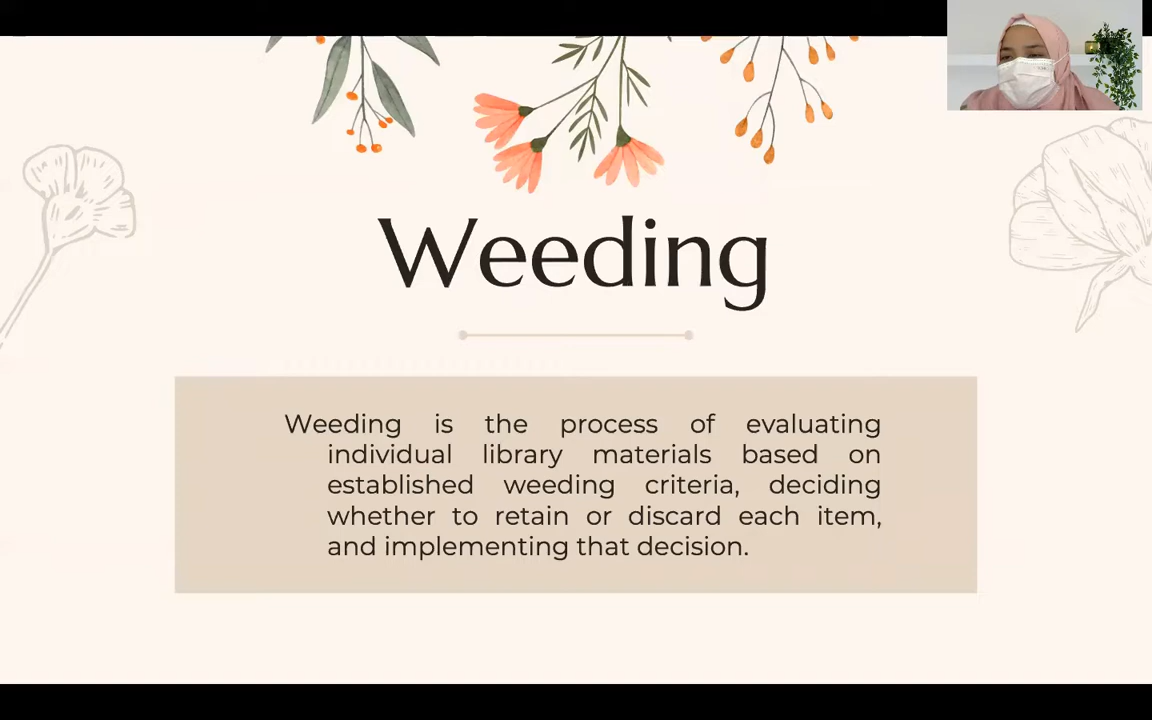 Weeding
Weeding is the process of evaluating
individual library materials based on
established weeding criteria, deciding
whether to retain or discard each item,
and implementing that decision.